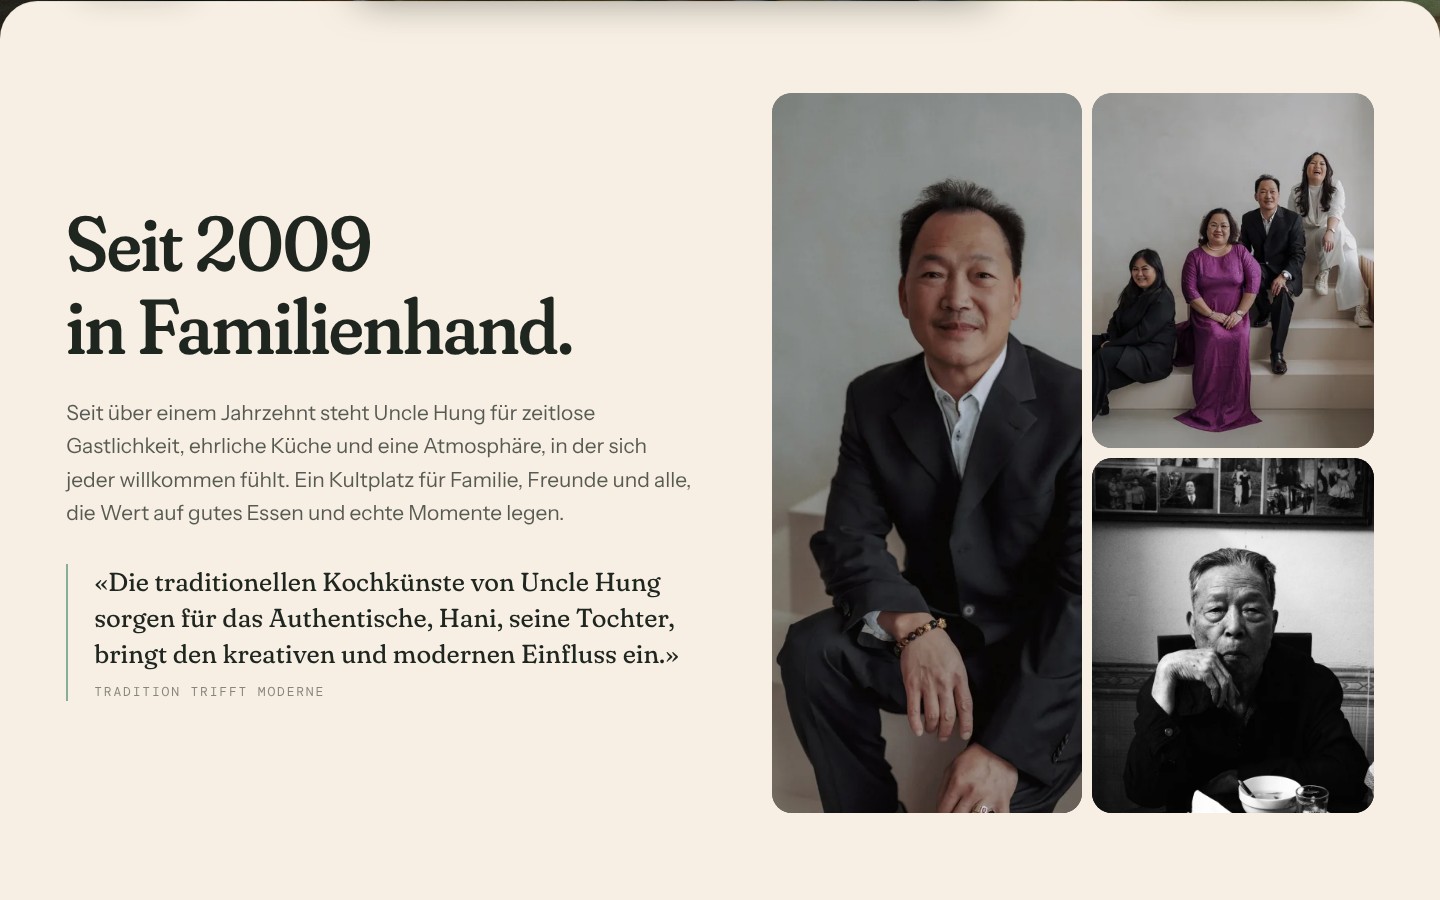 Seit 2009
in Familienhand.
Seit über einem Jahrzehnt steht Uncle Hung für zeitlose
Gastlichkeit, ehrliche Küche und eine Atmosphäre, in der sich
jeder willkommen fühlt. Ein Kultplatz für Familie, Freunde und alle,
die Wert auf gutes Essen und echte Momente legen.
«Die traditionellen Kochkünste von Uncle Hung
sorgen für das Authentische, Hani, seine Tochter,
bringt den kreativen und modernen Einfluss ein.»
TRADITION TRIFFT MODERNE